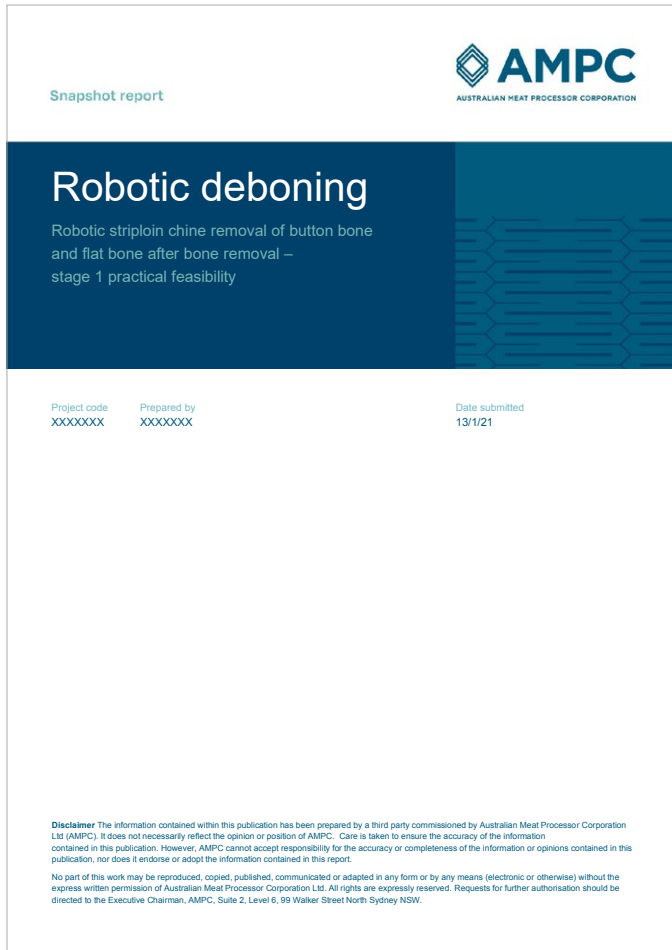 Snapshot report
AMPC
AUSTRALIAN MEAT PROCESSOR CORPORATION
Robotic deboning
Robotic striploin chine removal of button bone
and flat bone after bone removal –
stage 1 practical feasibility
Project code
XXXXXXX
Prepared by
XXXXXXX
Date submitted
13/1/21
Disclaimer The information contained within this publication has been prepared by a third party commissioned by Australian Meat Processor Corporation
Ltd (AMPC). It does not necessarily reflect the opinion or position of AMPC.  Care is taken to ensure the accuracy of the information
contained in this publication. However, AMPC cannot accept responsibility for the accuracy or completeness of the information or opinions contained in this
publication, nor does it endorse or adopt the information contained in this report.
No part of this work may be reproduced, copied, published, communicated or adapted in any form or by any means (electronic or otherwise) without the
express written permission of Australian Meat Processor Corporation Ltd. All rights are expressly reserved. Requests for further authorisation should be
directed to the Executive Chairman, AMPC, Suite 2, Level 6, 99 Walker Street North Sydney NSW.